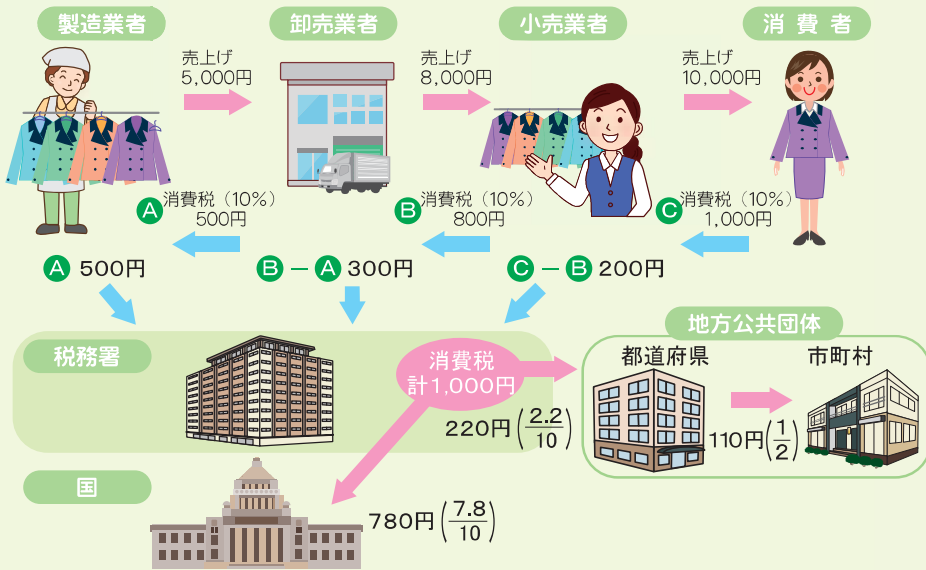 製造業者
卸売業者
小売業者
消費者
売上げ
5,000円
売上げ
8,000円
売上げ
10,000円
A
消費税（10%）
500円
B
消費税（10%）
800円
C
消費税（10%）
1,000円
A 500円
B － A 300円
C － B 200円
税務署
消費税
計1,000円
地方公共団体
都道府県
市町村
220円(2.2/10)
110円(1/2)
国
780円(7.8/10)